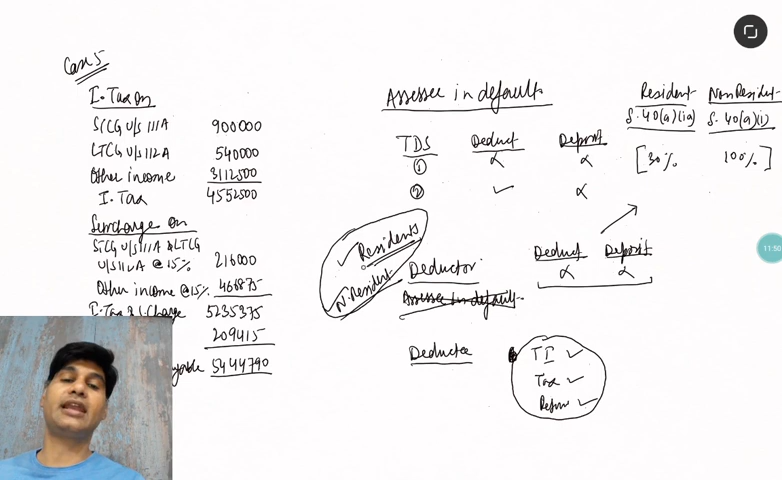 Case 5
I. Tax on
STCG U/s 111A 900000
LTCG U/s 112A 540000
Other income 3112500
I. Tax 4552500
Surcharge on
STCG U/s 111A & LTCG
U/s 112A @ 15% 216000
Other income @ 15% 466875
I. Tax & S. Charge 5235375
209415
5444790
Assessee in default
TDS Deduct Deposit
① x x
② ✓ x
Resident Non Resident
S. 40(a)(ia) S. 40(a)(i)
[30% 100%]
✓ Residents
N. Resident
Deductor
Assessee in default
Deduct Deposit
x x
Deductee
TI ✓
Tax ✓
Return ✓
11:50